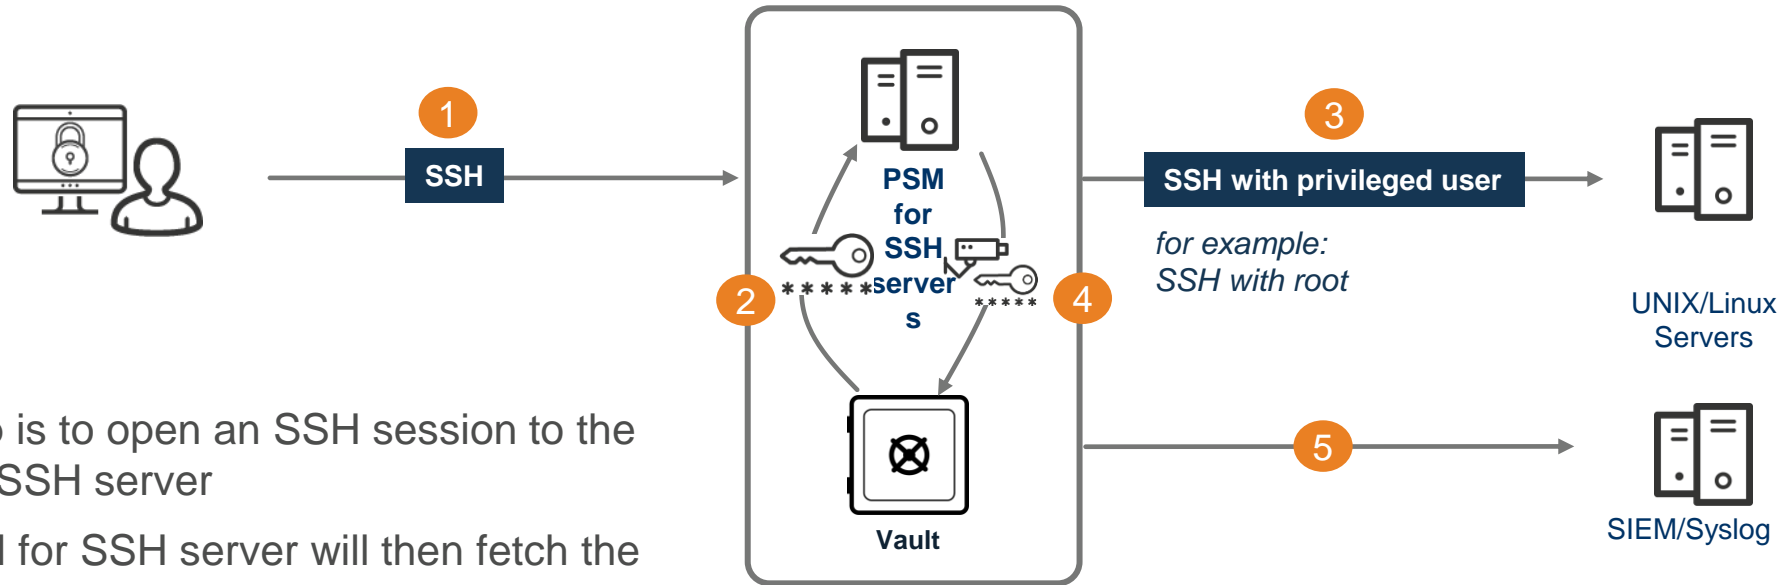 1
SSH
PSM
for
SSH
server
s
*****
*****
2
4
Vault
3
SSH with privileged user
for example:
SSH with root
UNIX/Linux
Servers
5
SIEM/Syslog
is to open an SSH session to the
SSH server
for SSH server will then fetch the